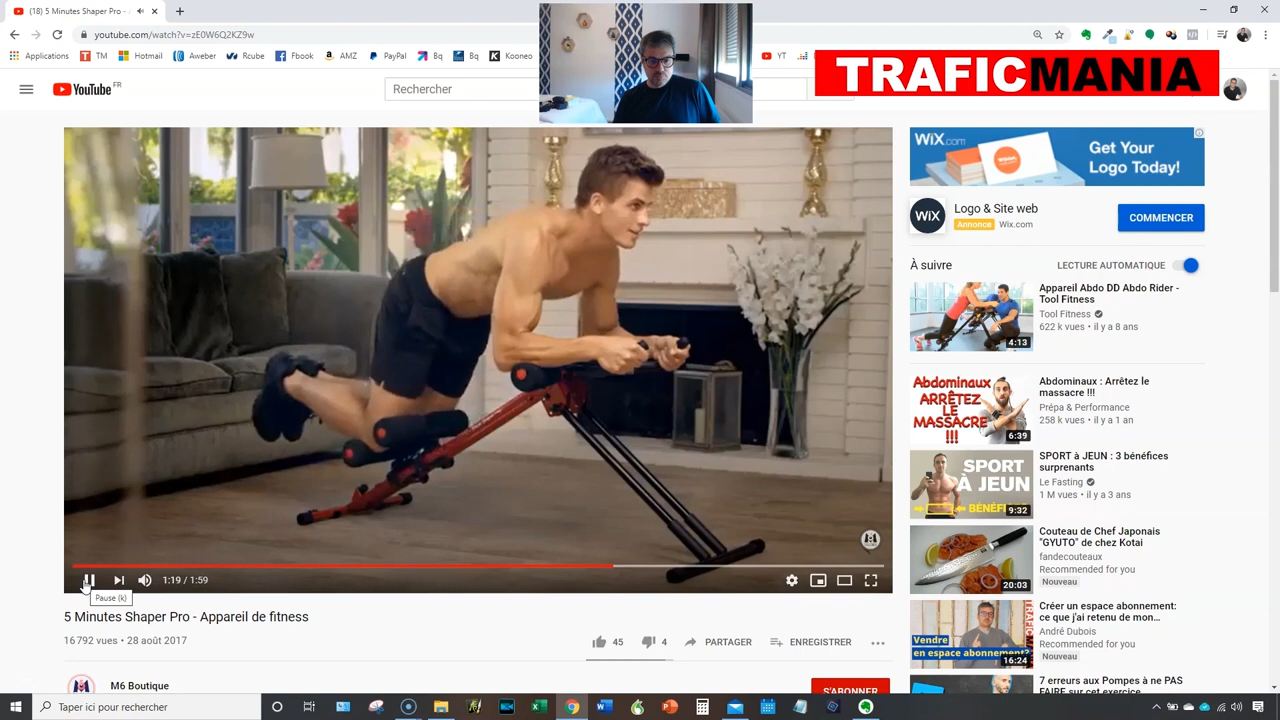 (18) 5 Minutes Shaper Pro -
youtube.com/watch?v=zE0W6Q2KZ9w
Applications TM Hotmail Aweber Rcube Fbook AMZ PayPal Bq Bq Kooneo YT
TRAFICMANIA
YouTube FR
Rechercher
WiX.com
Get Your
Logo Today!
WiX
Logo & Site web
Annonce Wix.com
COMMENCER
À suivre
LECTURE AUTOMATIQUE
Appareil Abdo DD Abdo Rider -
Tool Fitness
Tool Fitness
622 k vues • il y a 8 ans
4:13
Abdominaux
ARRÊTEZ
LE
MASSACRE
!!!
6:39
Abdominaux : Arrêtez le
massacre !!!
Prépa & Performance
258 k vues • il y a 1 an
SPORT
À JEUN
9:32
SPORT à JEUN : 3 bénéfices
surprenants
Le Fasting
1 M vues • il y a 3 ans
20:03
Couteau de Chef Japonais
"GYUTO" de chez Kotai
fandecouteaux
Recommended for you
Nouveau
Vendre
en espace abonnement?
16:24
Créer un espace abonnement:
ce que j'ai retenu de mon...
André Dubois
Recommended for you
Nouveau
7 erreurs aux Pompes à ne PAS
FAIRE sur cet exercice
1:19 / 1:59
Pause (k)
5 Minutes Shaper Pro - Appareil de fitness
16 792 vues • 28 août 2017
45 4 PARTAGER ENREGISTRER
M6 Boutique
S'ABONNER
Taper ici pour rechercher